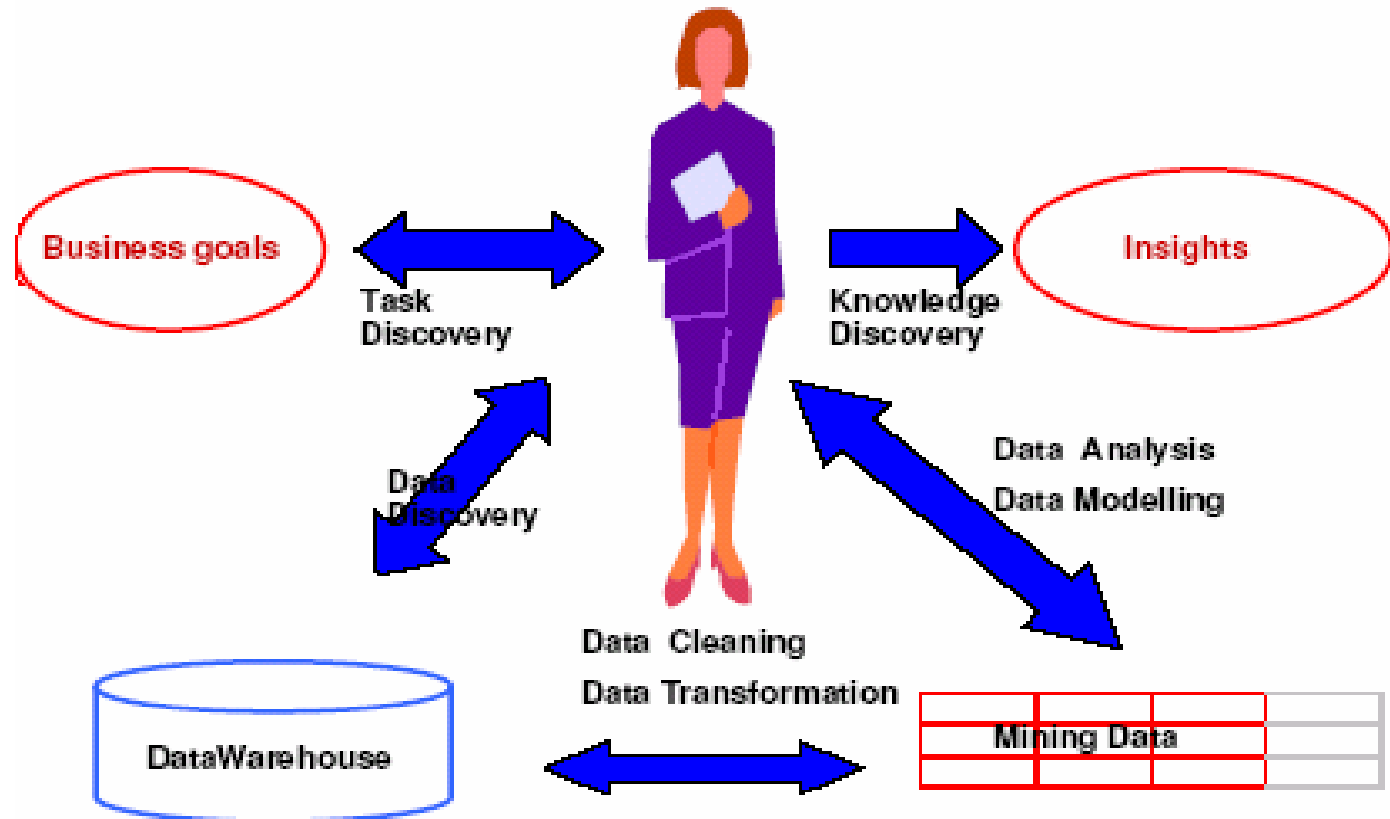 Business goals
Insights
Task
Discovery
Knowledge
Discovery
Data
Discovery
Data Analysis
Data Modelling
Data Cleaning
Data Transformation
DataWarehouse
Mining Data